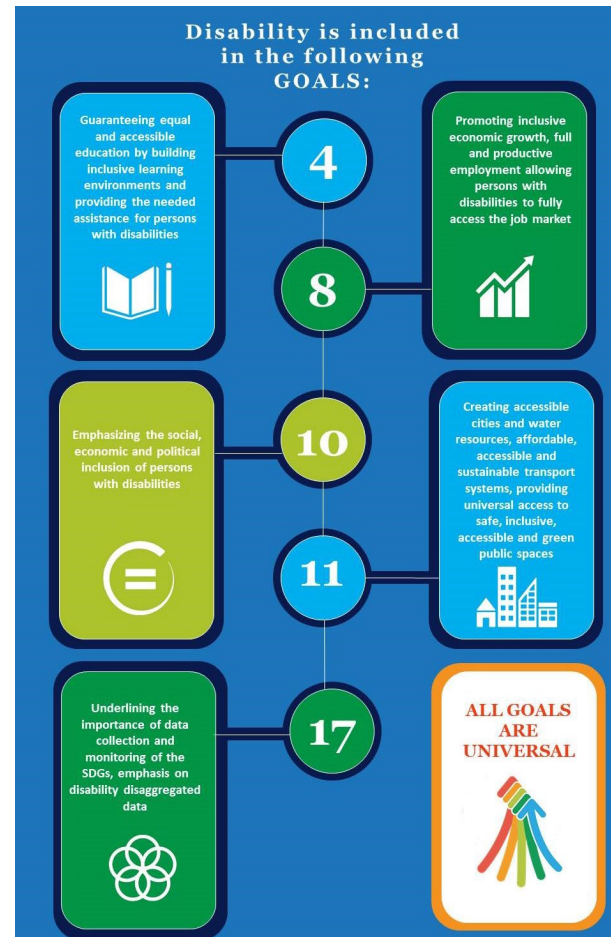 Disability is included
in the following
GOALS:
Guaranteeing equal
and accessible
education by building
inclusive learning
environments and
providing the needed
assistance for persons
with disabilities
4
Promoting inclusive
economic growth, full
and productive
employment allowing
persons with
disabilities to fully
access the job market
8
Emphasizing the social,
economic and political
inclusion of persons
with disabilities
10
Creating accessible
cities and water
resources, affordable,
accessible and
sustainable transport
systems, providing
universal access to
safe, inclusive,
accessible and green
public spaces
11
Underlining the
importance of data
collection and
monitoring of the
SDGs, emphasis on
disability disaggregated
data
17
ALL GOALS
ARE
UNIVERSAL